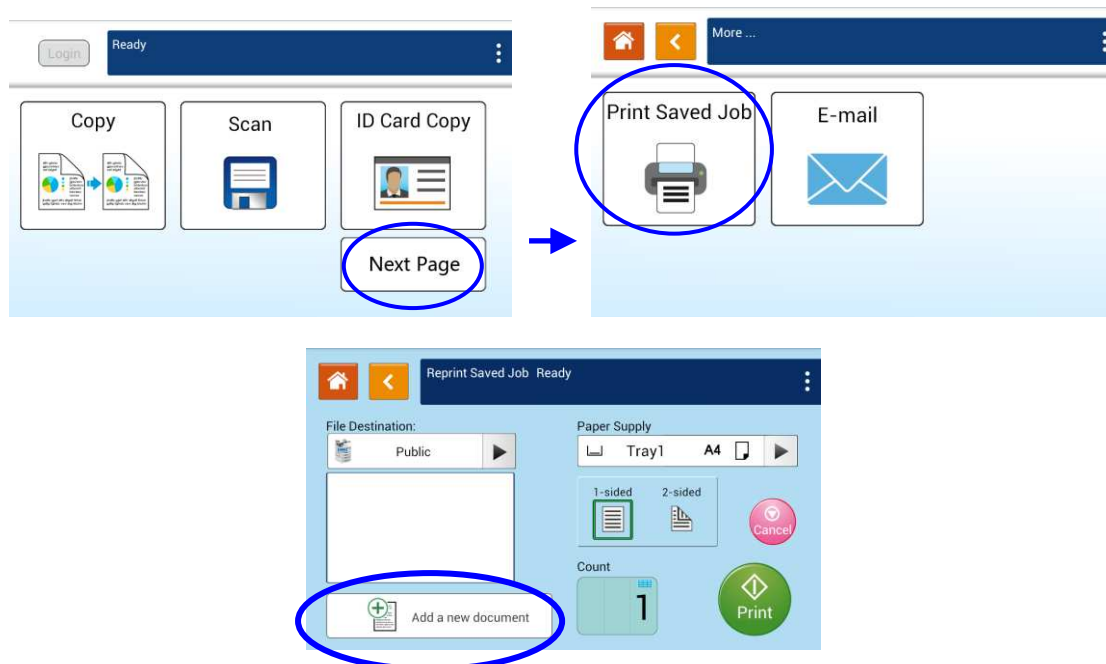 Login
Ready
Copy
Scan
ID Card Copy
Next Page
More ...
Print Saved Job
E-mail
Reprint Saved Job Ready
File Destination:
Public
Add a new document
Paper Supply
Tray1 A4
1-sided 2-sided
Cancel
Count
1
Print